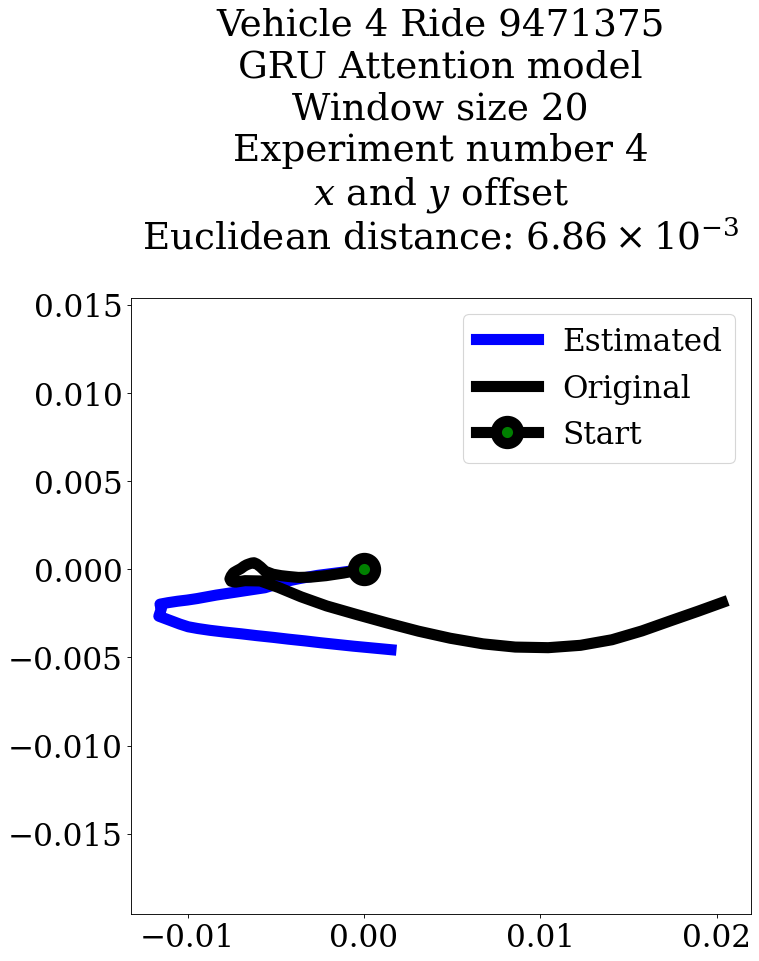 Vehicle 4 Ride 9471375
GRU Attention model
Window size 20
Experiment number 4
x and y offset
Euclidean distance: 6.86 × 10⁻³
Estimated
Original
Start
0.015
0.010
0.005
0.000
−0.005
−0.010
−0.015
−0.01 0.00 0.01 0.02